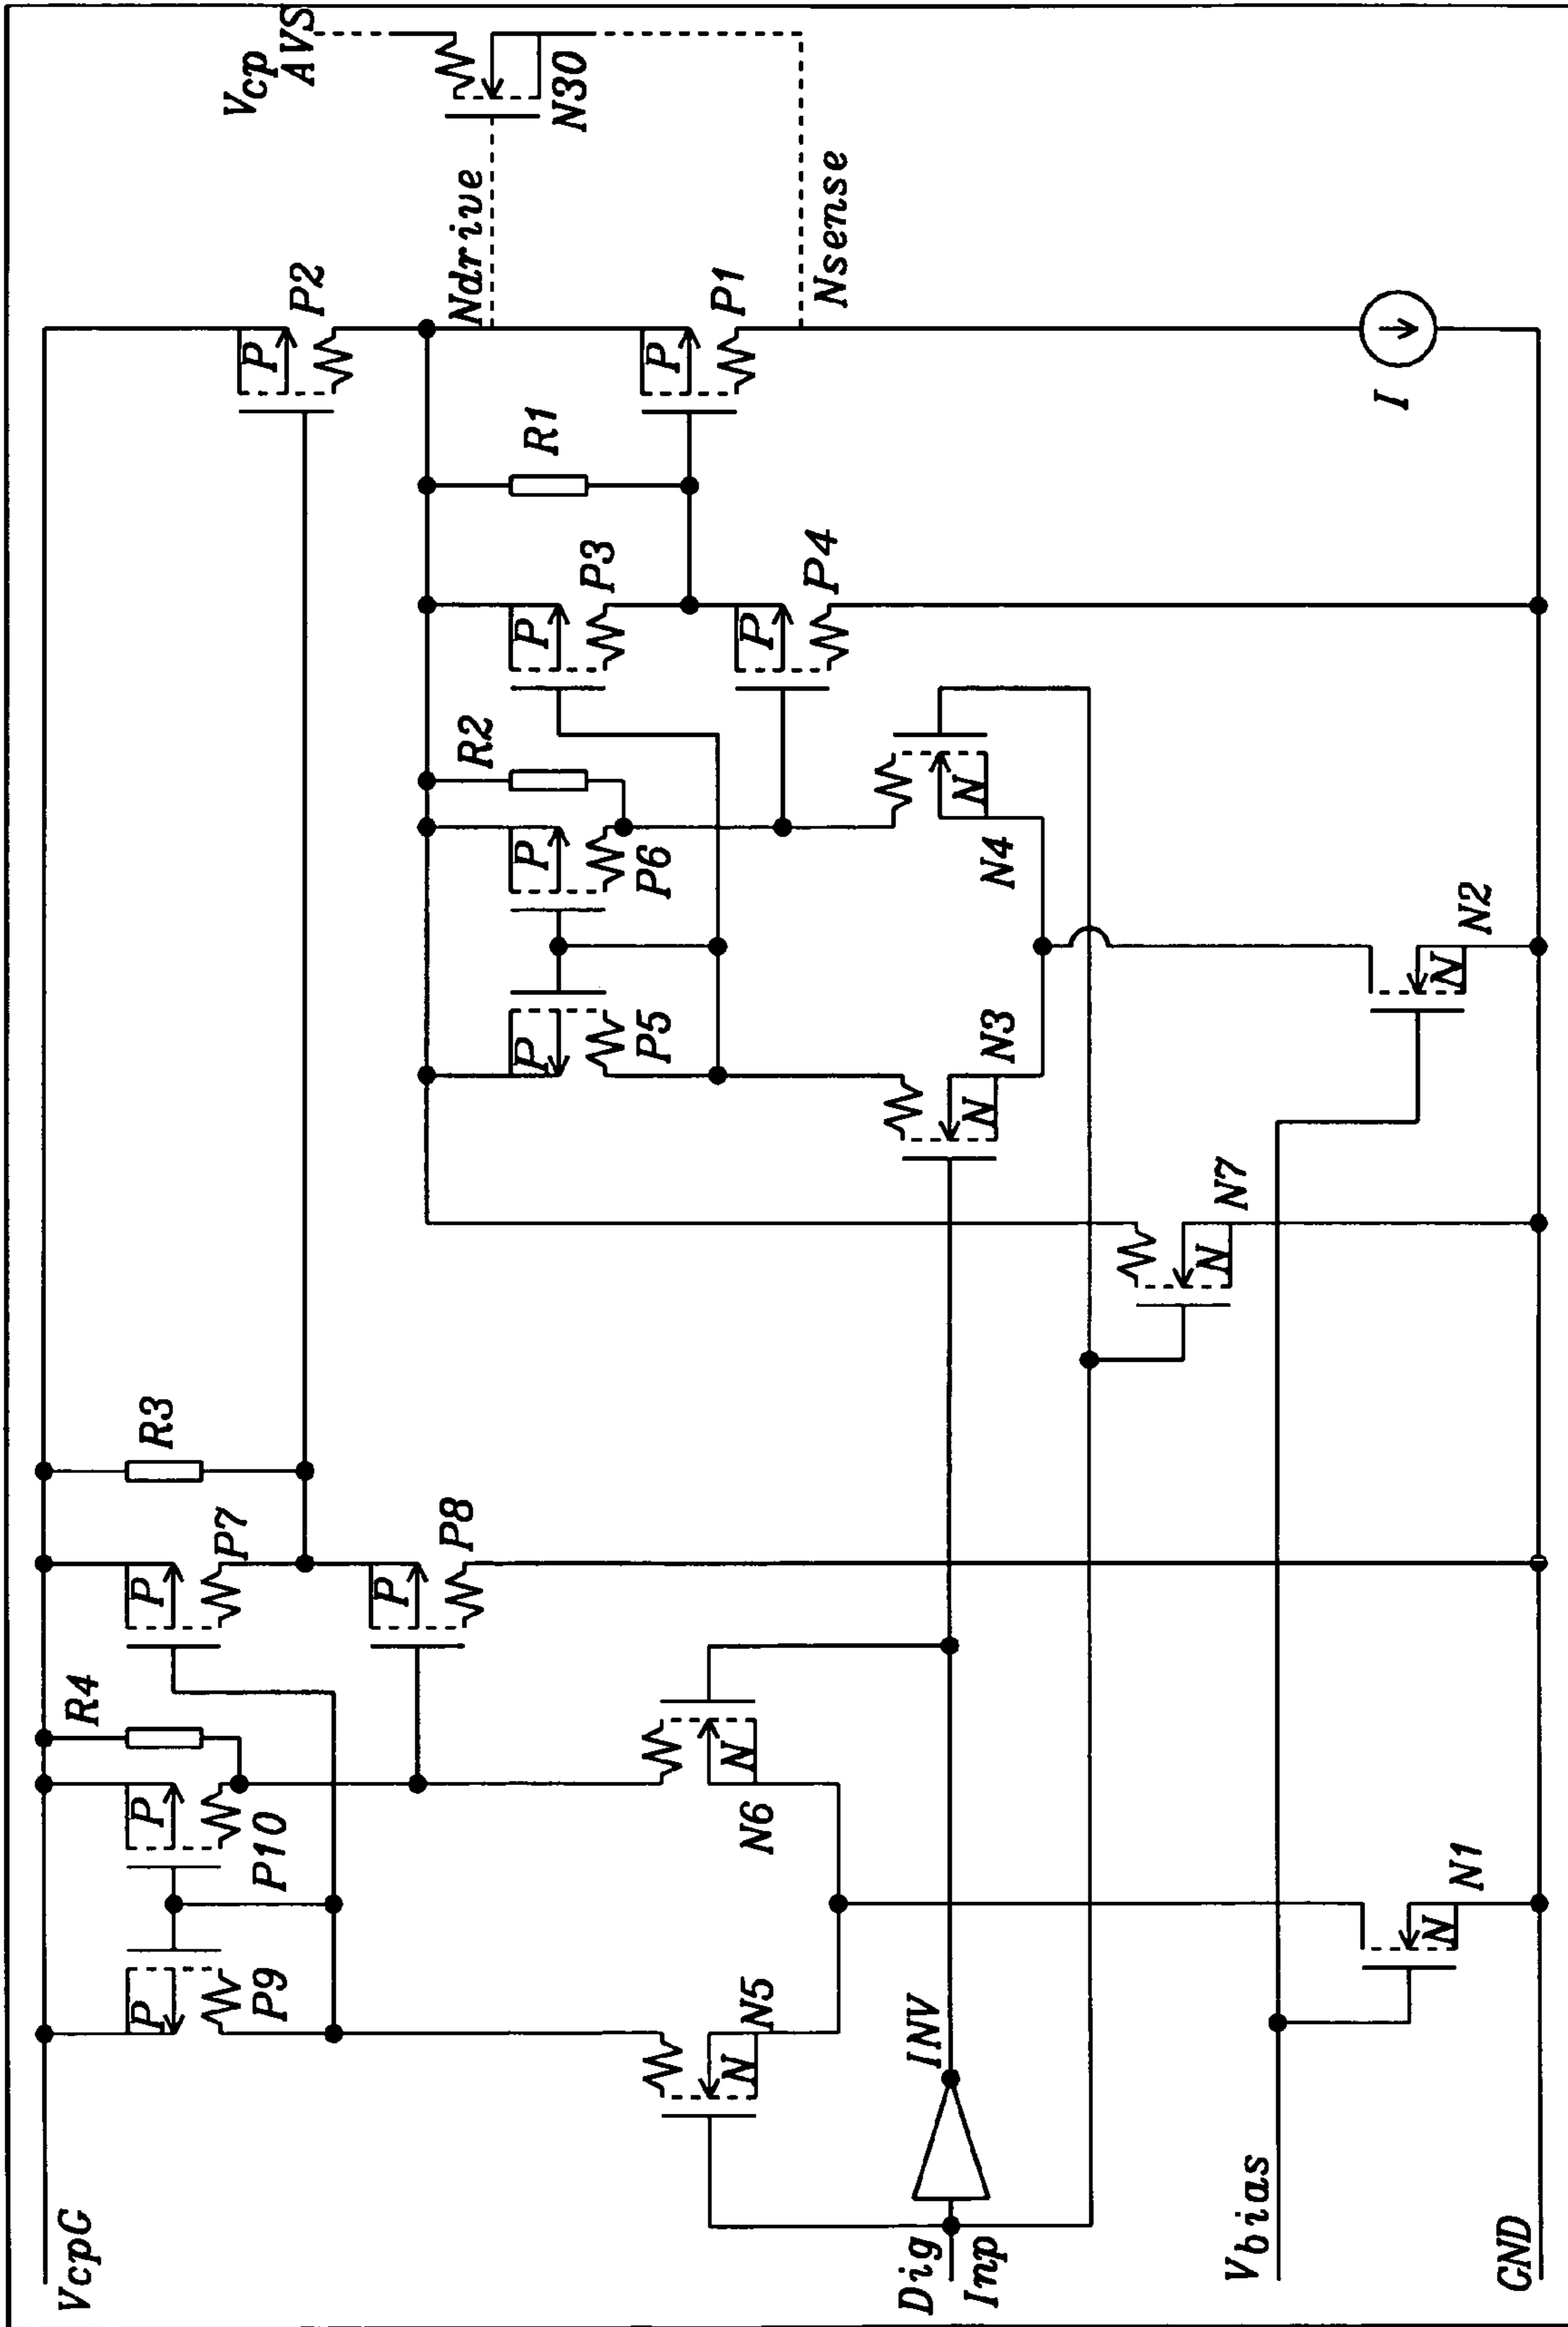 VcpG
Dig
Inp
Vbias
GND
P9
P
P10
P
R4
P7
P
R3
P8
P
N5
N
N6
N
INV
N1
N
P2
P
Vcp
AVS
N30
Ndrive
Nsense
P1
P
R1
P3
P
P4
P
R2
P6
P
P5
P
N4
N
N3
N
N7
N
N2
N
I